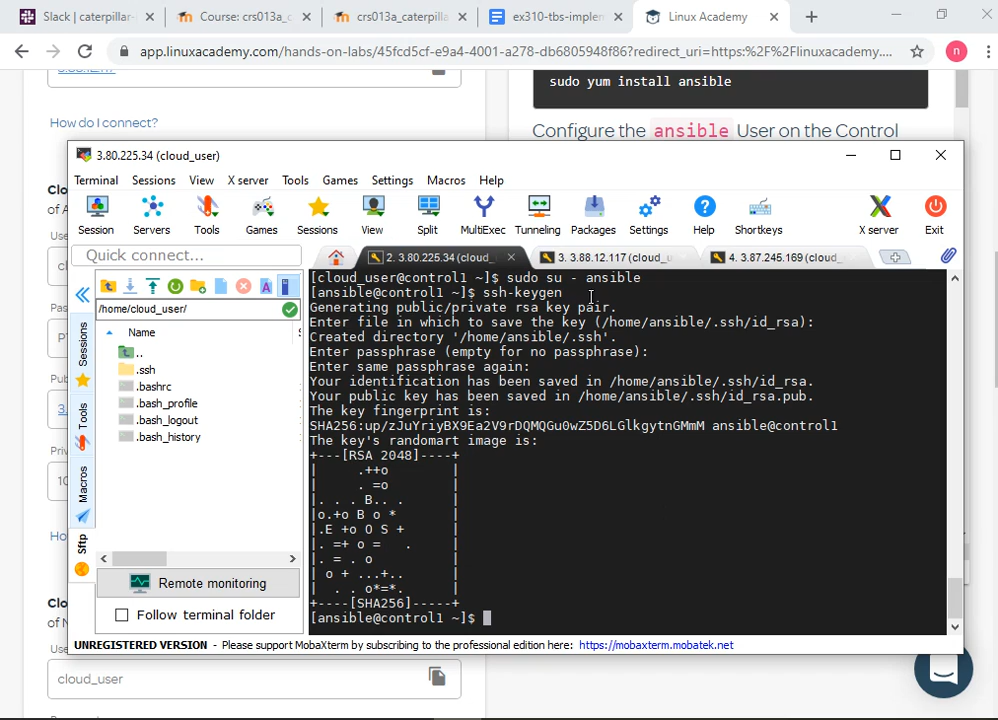 Slack | caterpillar-
Course: crs013a_c
crs013a_caterpilla
ex310-tbs-implem
Linux Academy
app.linuxacademy.com/hands-on-labs/45fcd5cf-e9a4-4001-a278-db6805948f86?redirect_uri=https:%2F%2Flinuxacademy....
n
sudo yum install ansible
How do I connect?
Configure the ansible User on the Control
3.80.225.34 (cloud_user)
Terminal Sessions View X server Tools Games Settings Macros Help
Session Servers Tools Games Sessions View Split MultiExec Tunneling Packages Settings Help Shortkeys X server Exit
Quick connect...
2. 3.80.225.34 (cloud_
3. 3.88.12.117 (cloud_u
4. 3.87.245.169 (cloud_
/home/cloud_user/
Name
..
.ssh
.bashrc
.bash_profile
.bash_logout
.bash_history
Sessions
Tools
Macros
Sftp
Remote monitoring
Follow terminal folder
[cloud_user@control1 ~]$ sudo su - ansible
[ansible@control1 ~]$ ssh-keygen
Generating public/private rsa key pair.
Enter file in which to save the key (/home/ansible/.ssh/id_rsa):
Created directory '/home/ansible/.ssh'.
Enter passphrase (empty for no passphrase):
Enter same passphrase again:
Your identification has been saved in /home/ansible/.ssh/id_rsa.
Your public key has been saved in /home/ansible/.ssh/id_rsa.pub.
The key fingerprint is:
SHA256:up/zJuYriyBX9Ea2V9rDQMQGu0wZ5D6LGlkgytnGMmM ansible@control1
The key's randomart image is:
+---[RSA 2048]----+
|     .++o        |
|     . =o        |
|. . . B.. .      |
|o.+o B o *       |
|.E +o O S +      |
|. =+ o =   .     |
|. = . o          |
| o + ...+..      |
| . . o*=*.       |
+----[SHA256]-----+
[ansible@control1 ~]$
UNREGISTERED VERSION - Please support MobaXterm by subscribing to the professional edition here: https://mobaxterm.mobatek.net
cloud_user